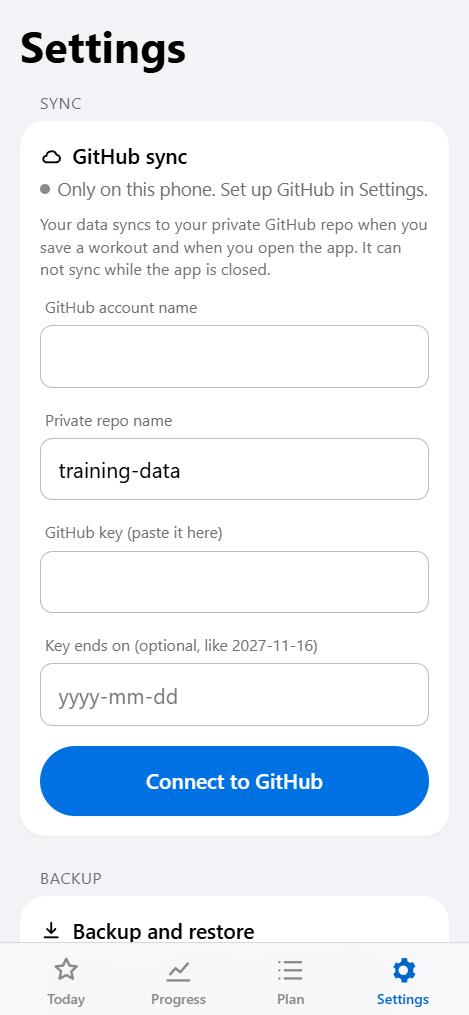 Settings
SYNC
GitHub sync
Only on this phone. Set up GitHub in Settings.
Your data syncs to your private GitHub repo when you
save a workout and when you open the app. It can
not sync while the app is closed.
GitHub account name
Private repo name
training-data
GitHub key (paste it here)
Key ends on (optional, like 2027-11-16)
yyyy-mm-dd
Connect to GitHub
BACKUP
Backup and restore
Today
Progress
Plan
Settings